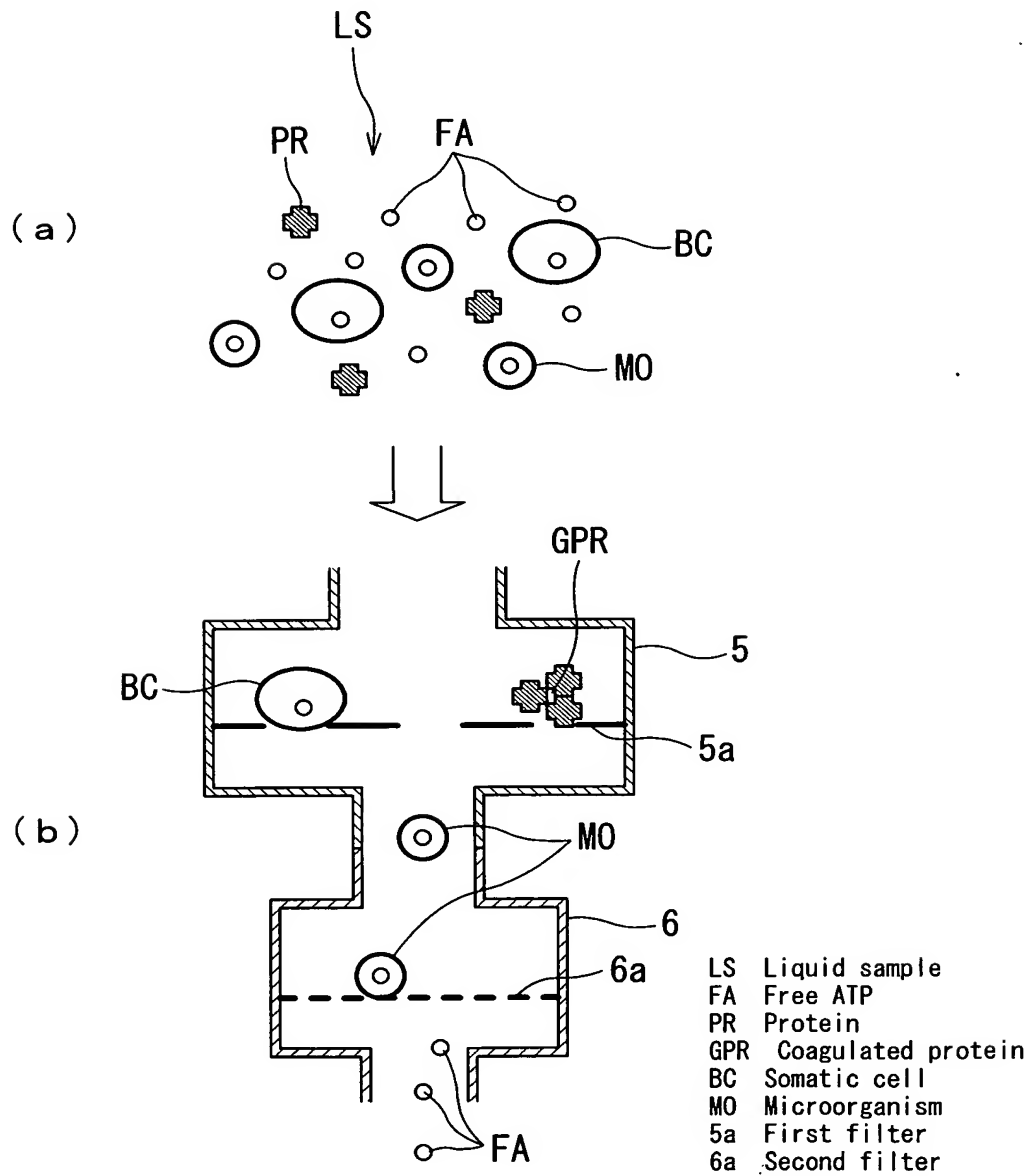 LS
PR
FA
(a)
BC
MO
GPR
5
BC
5a
(b)
MO
6
6a
FA
LS Liquid sample
FA Free ATP
PR Protein
GPR Coagulated protein
BC Somatic cell
MO Microorganism
5a First filter
6a Second filter